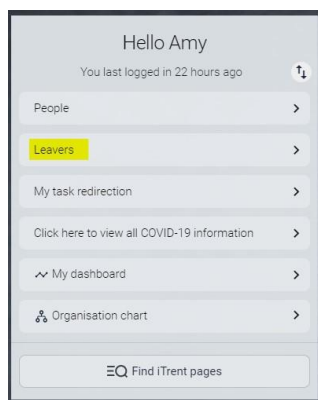 Hello Amy
You last logged in 22 hours ago
People
Leavers
My task redirection
Click here to view all COVID-19 information
My dashboard
Organisation chart
Find iTrent pages